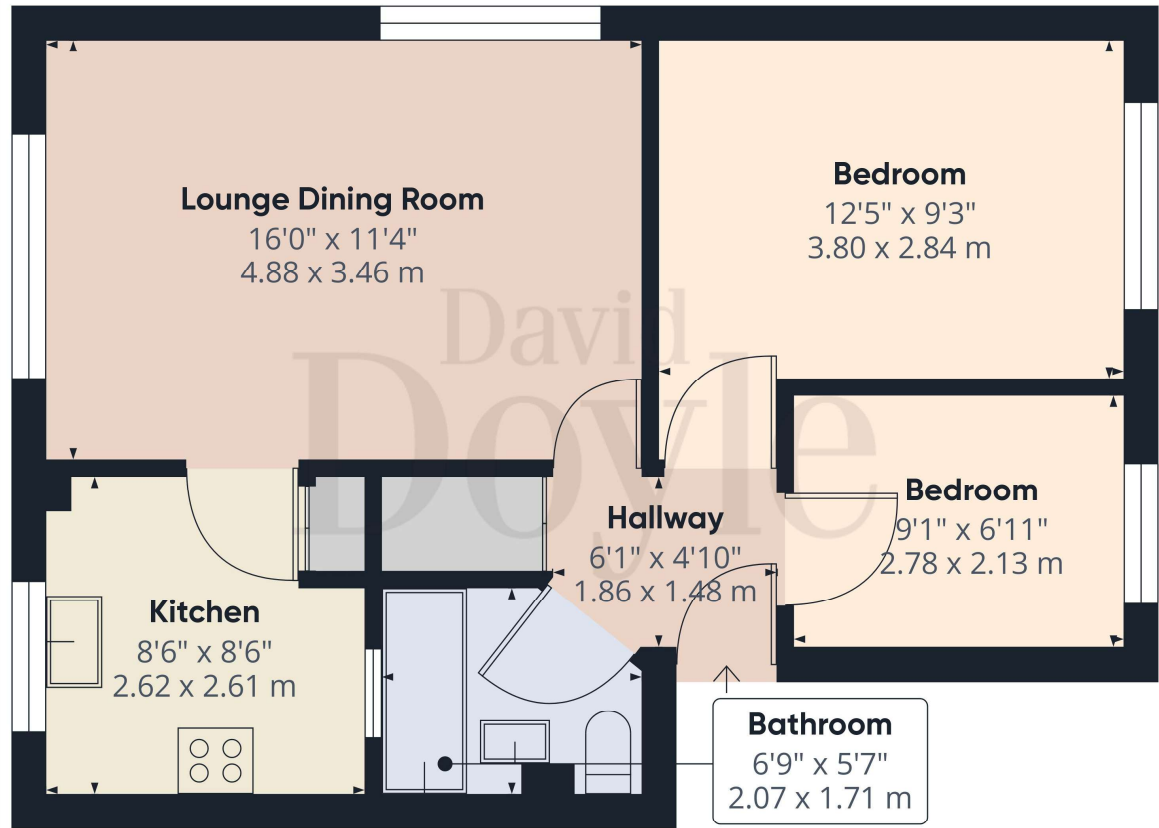 Lounge Dining Room
16'0" x 11'4"
4.88 x 3.46 m
Bedroom
12'5" x 9'3"
3.80 x 2.84 m
David
Doyle
Bedroom
9'1" x 6'11"
2.78 x 2.13 m
Hallway
6'1" x 4'10"
1.86 x 1.48 m
Kitchen
8'6" x 8'6"
2.62 x 2.61 m
Bathroom
6'9" x 5'7"
2.07 x 1.71 m